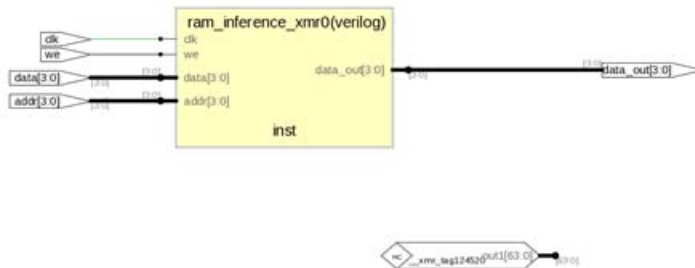 ram_inference_xmr0(verilog)
clk
clk
we
we
[3:0]
[3:0]
data[3:0]
[3:0]
data[3:0]
data_out[3:0]
[3:0]
data_out[3:0]
[3:0]
addr[3:0]
[3:0]
addr[3:0]
inst
HC
__xmr_tag124520
out1[63:0]
[63:0]